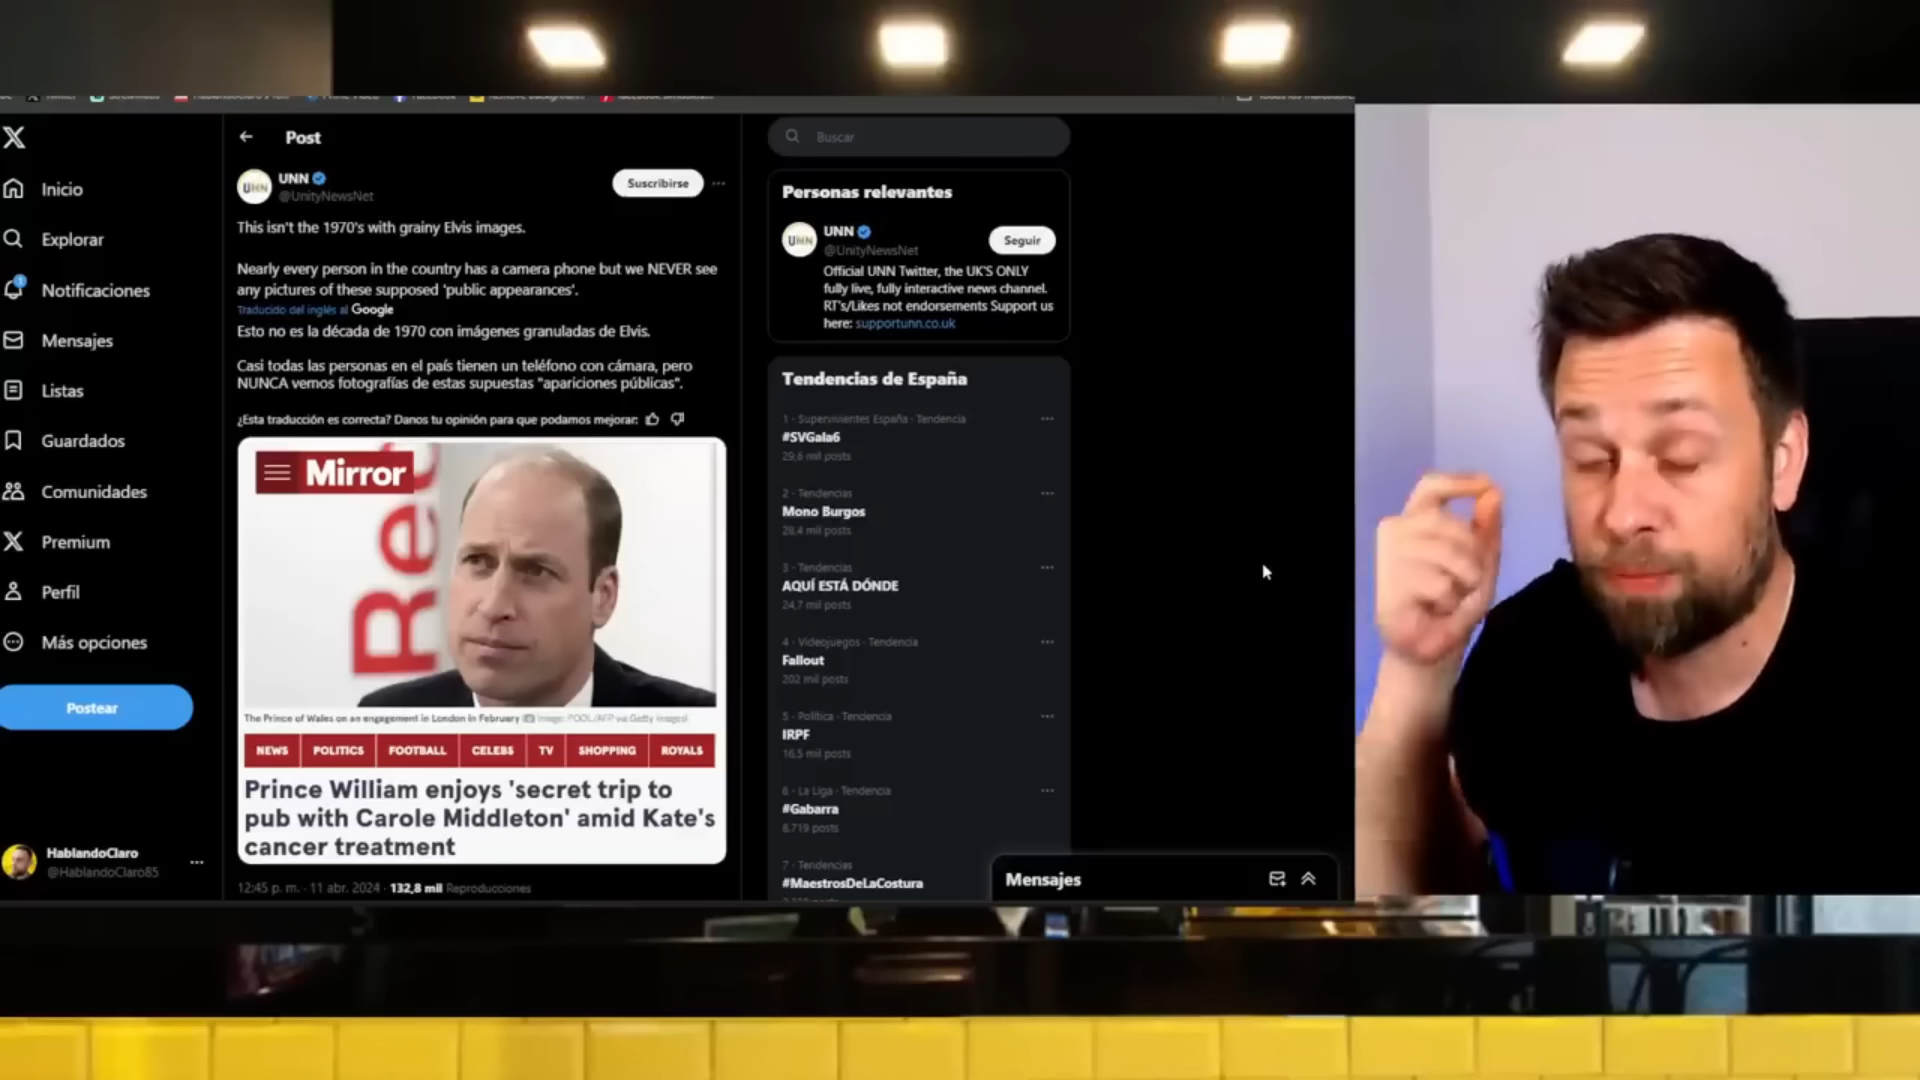 Post
Inicio
Explorar
Notificaciones
1
Mensajes
Listas
Guardados
Comunidades
Premium
Perfil
Más opciones
Postear
HablandoClaro
@HablandoClaro85
UNN
@UnityNewsNet
Suscribirse
This isn't the 1970's with grainy Elvis images.
Nearly every person in the country has a camera phone but we NEVER see
any pictures of these supposed 'public appearances'.
Traducido del inglés al Google
Esto no es la década de 1970 con imágenes granuladas de Elvis.
Casi todas las personas en el país tienen un teléfono con cámara, pero
NUNCA vemos fotografías de estas supuestas "apariciones públicas".
¿Esta traducción es correcta? Danos tu opinión para que podamos mejorar:
Mirror
Rec
The Prince of Wales on an engagement in London in February Image: POOL/AFP via Getty Images)
NEWS POLITICS FOOTBALL CELEBS TV SHOPPING ROYALS
Prince William enjoys 'secret trip to
pub with Carole Middleton' amid Kate's
cancer treatment
12:45 p. m. · 11 abr. 2024 · 132,8 mil Reproducciones
Buscar
Personas relevantes
UNN
@UnityNewsNet
Seguir
Official UNN Twitter, the UK'S ONLY
fully live, fully interactive news channel.
RT's/Likes not endorsements Support us
here: supportunn.co.uk
Tendencias de España
1 · Supervivientes España · Tendencia
#SVGala6
29,6 mil posts
2 · Tendencias
Mono Burgos
28,4 mil posts
3 · Tendencias
AQUÍ ESTÁ DÓNDE
24,7 mil posts
4 · Videojuegos · Tendencia
Fallout
202 mil posts
5 · Política · Tendencia
IRPF
16,5 mil posts
6 · La Liga · Tendencia
#Gabarra
8.719 posts
7 · Tendencias
#MaestrosDeLaCostura
Mensajes